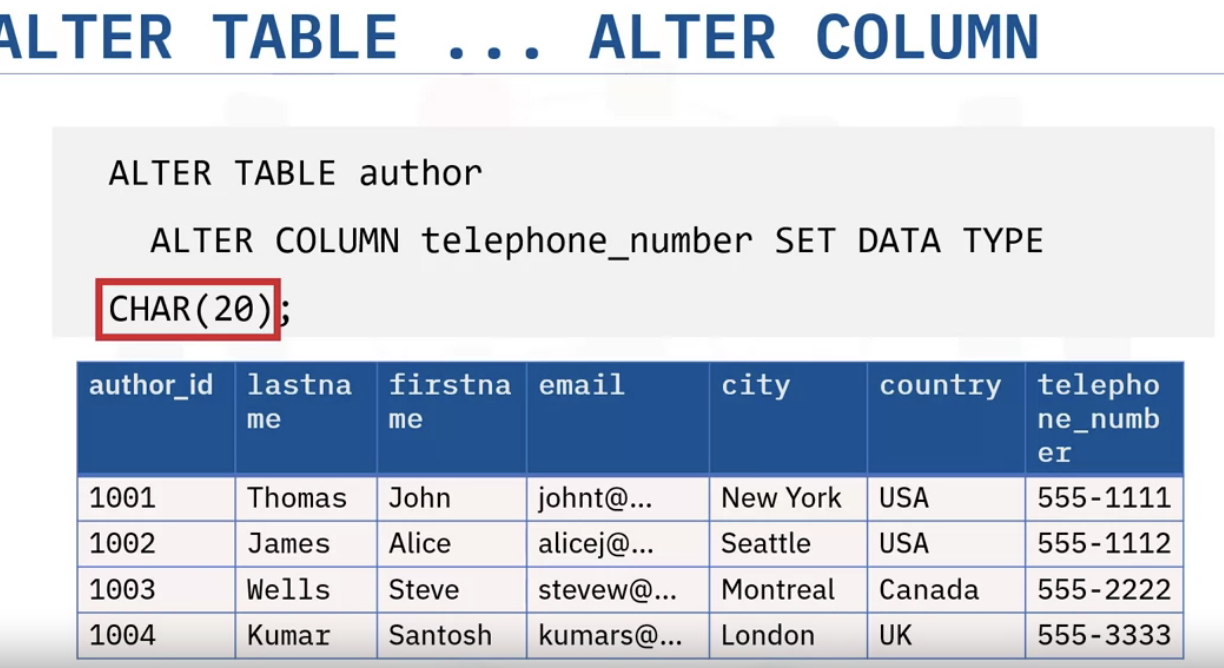 ALTER TABLE ... ALTER COLUMN
ALTER TABLE author
ALTER COLUMN telephone_number SET DATA TYPE
CHAR(20);
author_id lastna firstna email city country telepho
me me ne_numb
er
1001 Thomas John johnt@... New York USA 555-1111
1002 James Alice alicej@... Seattle USA 555-1112
1003 Wells Steve stevew@... Montreal Canada 555-2222
1004 Kumar Santosh kumars@... London UK 555-3333